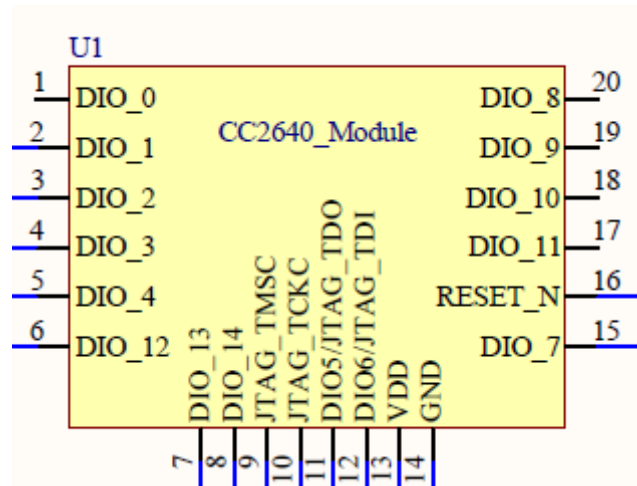 U1
1 DIO_0 DIO_8 20
CC2640_Module
2 DIO_1 DIO_9 19
3 DIO_2 DIO_10 18
4 DIO_3 DIO_11 17
5 DIO_4 RESET_N 16
6 DIO_12 DIO_7 15
DIO_13
DIO_14
JTAG_TMSC
JTAG_TCKC
DIO5/JTAG_TDO
DIO6/JTAG_TDI
VDD
GND
7
8
9
10
11
12
13
14